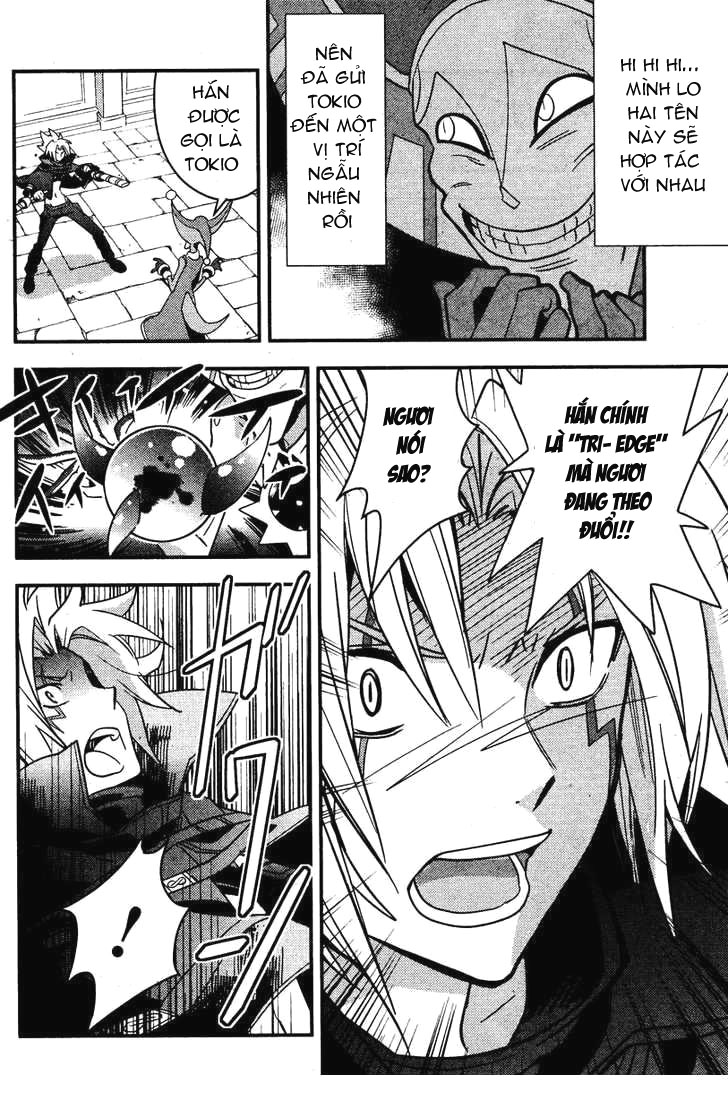 HI HI HI...
MÌNH LO
HAI TÊN
NÀY SẼ
HỢP TÁC
VỚI NHAU
NÊN
ĐÃ GỬI
TOKIO
ĐẾN MỘT
VỊ TRÍ
NGẪU
NHIÊN
RỒI
HẮN
ĐƯỢC
GỌI LÀ
TOKIO
HẮN CHÍNH
LÀ "TRI- EDGE"
MÀ NGƯƠI
ĐANG THEO
ĐUỔI!!
NGƯƠI
NÓI
SAO?
!